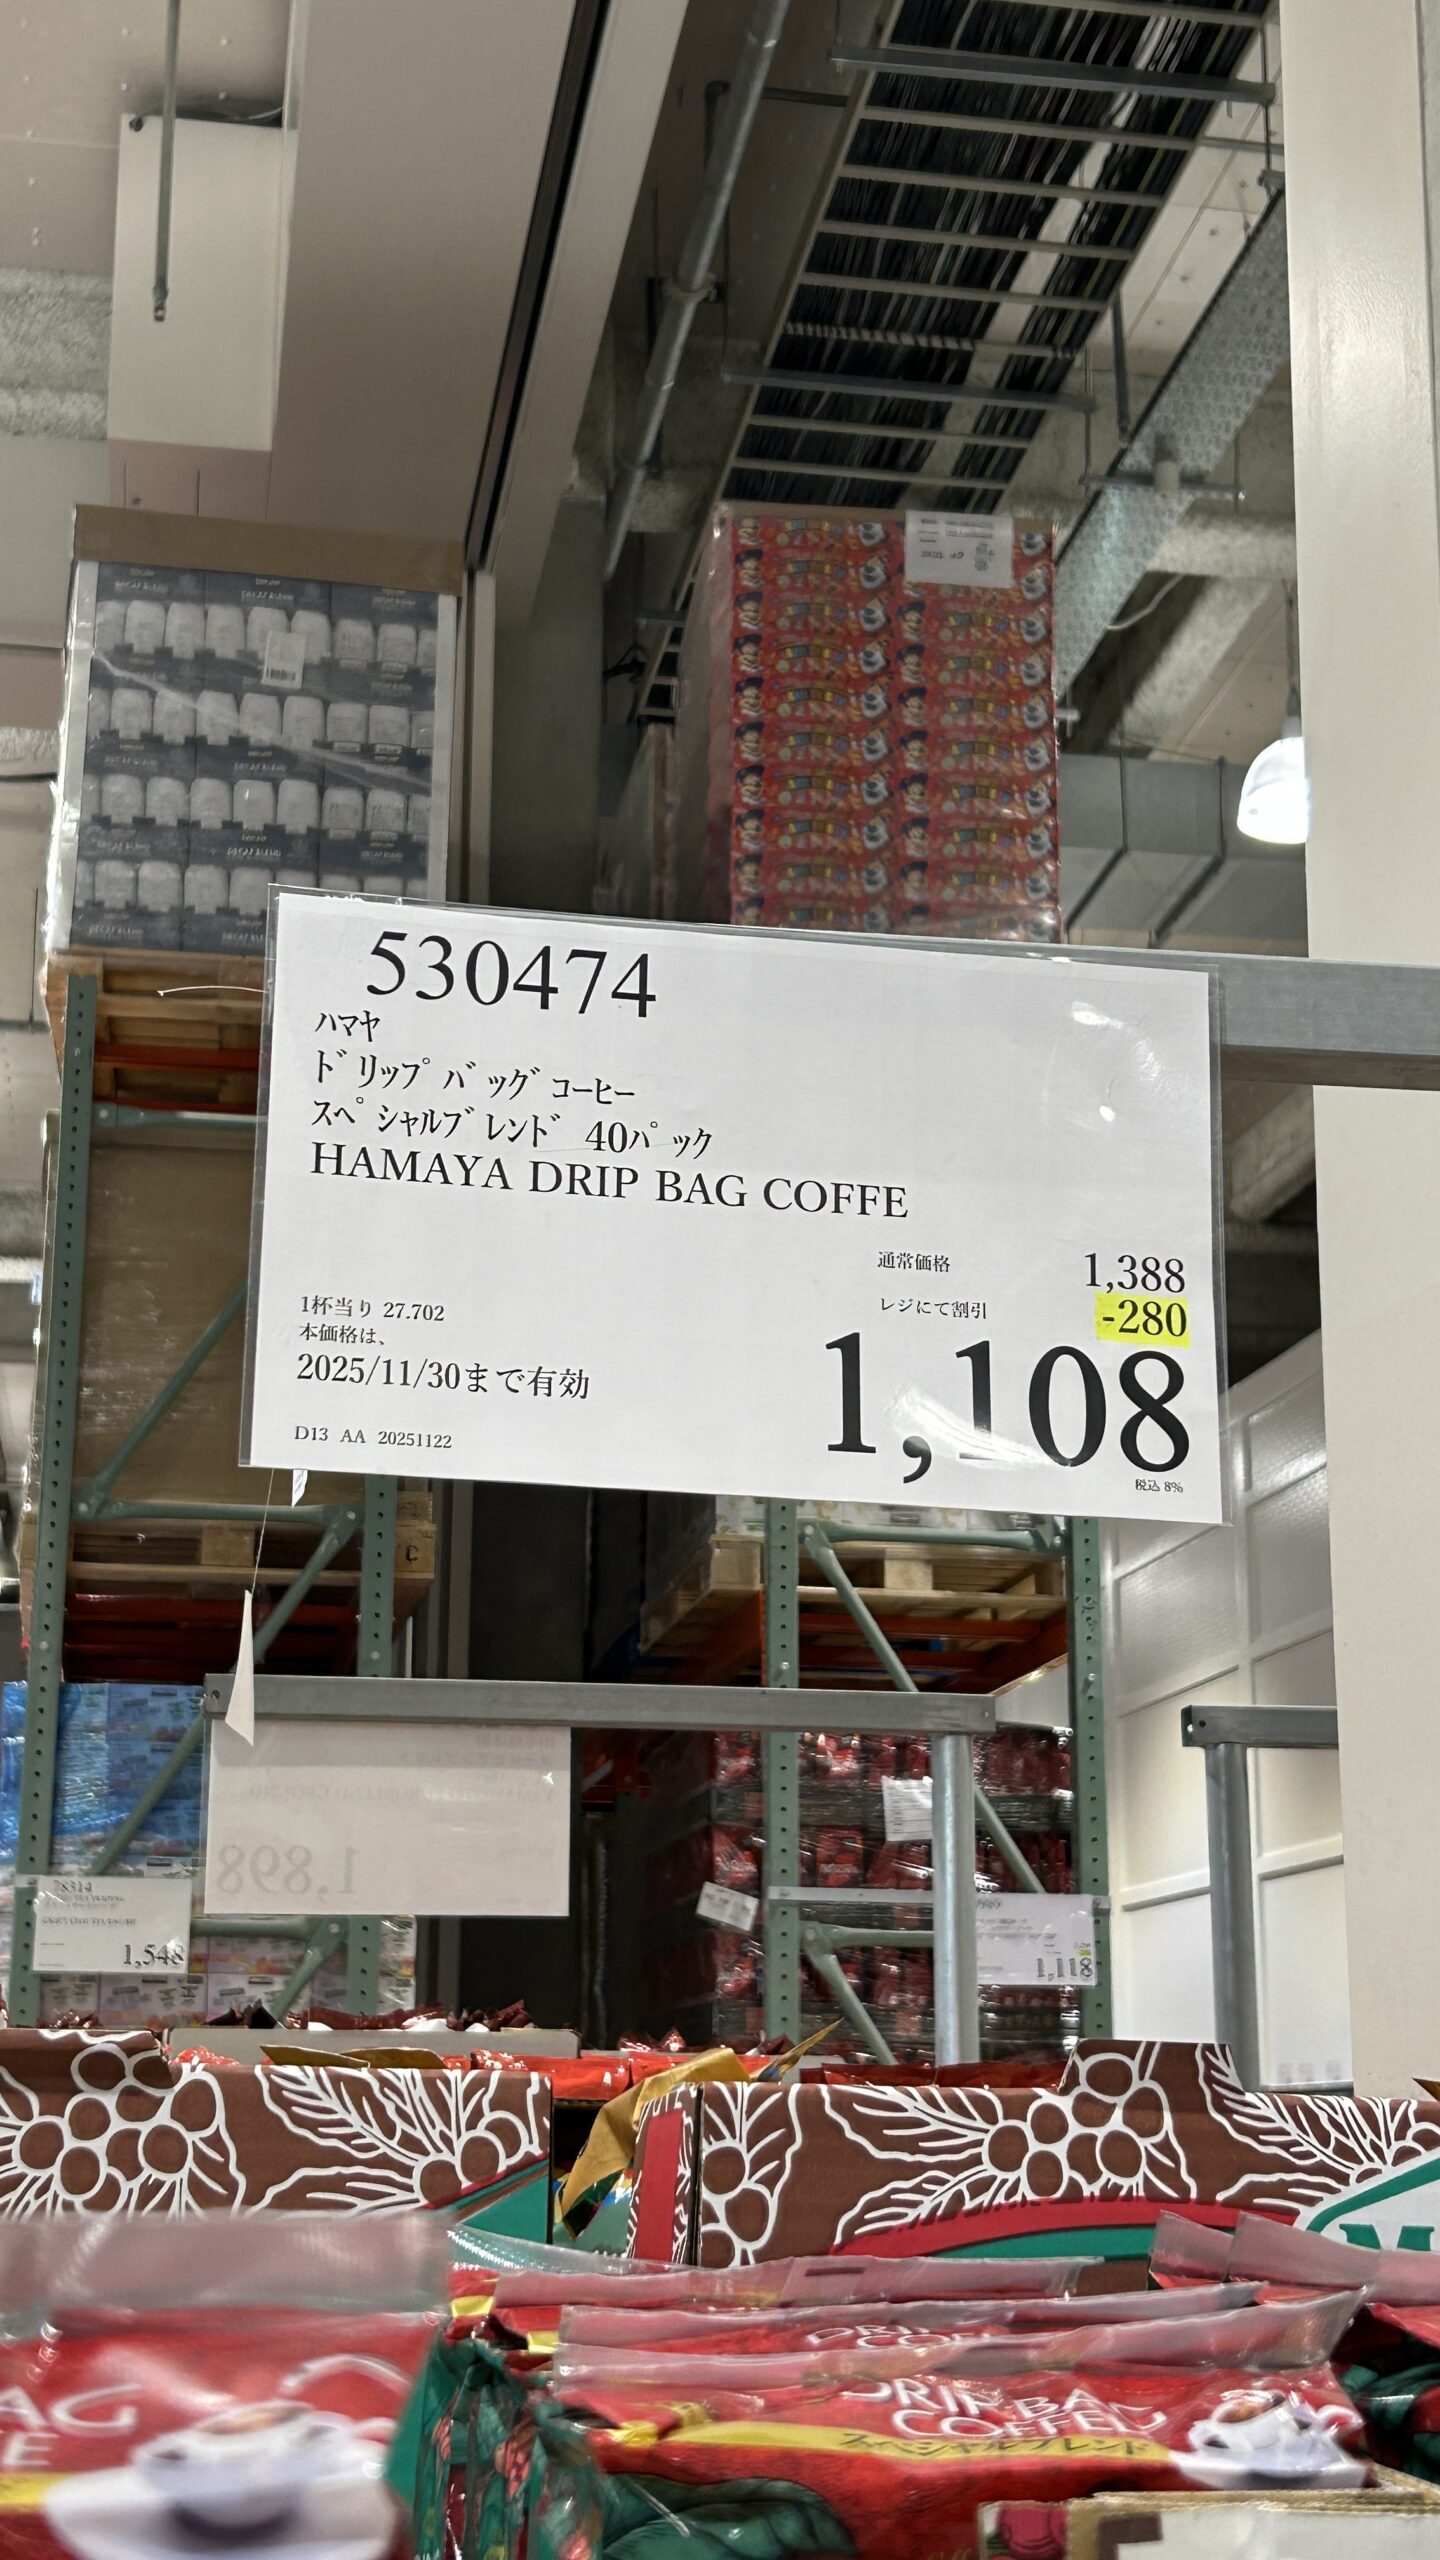 530474
ハマヤ
ドリップバッグコーヒー
スペシャルブレンド 40パック
HAMAYA DRIP BAG COFFE
通常価格 1,388
レジにて割引 -280
1,108
税込 8%
1杯当り 27.702
本価格は、
2025/11/30まで有効
D13 AA 20251122
1,898
1,548
1,118
DRIP BAG
COFFEE
スペシャルブレンド
AG
E